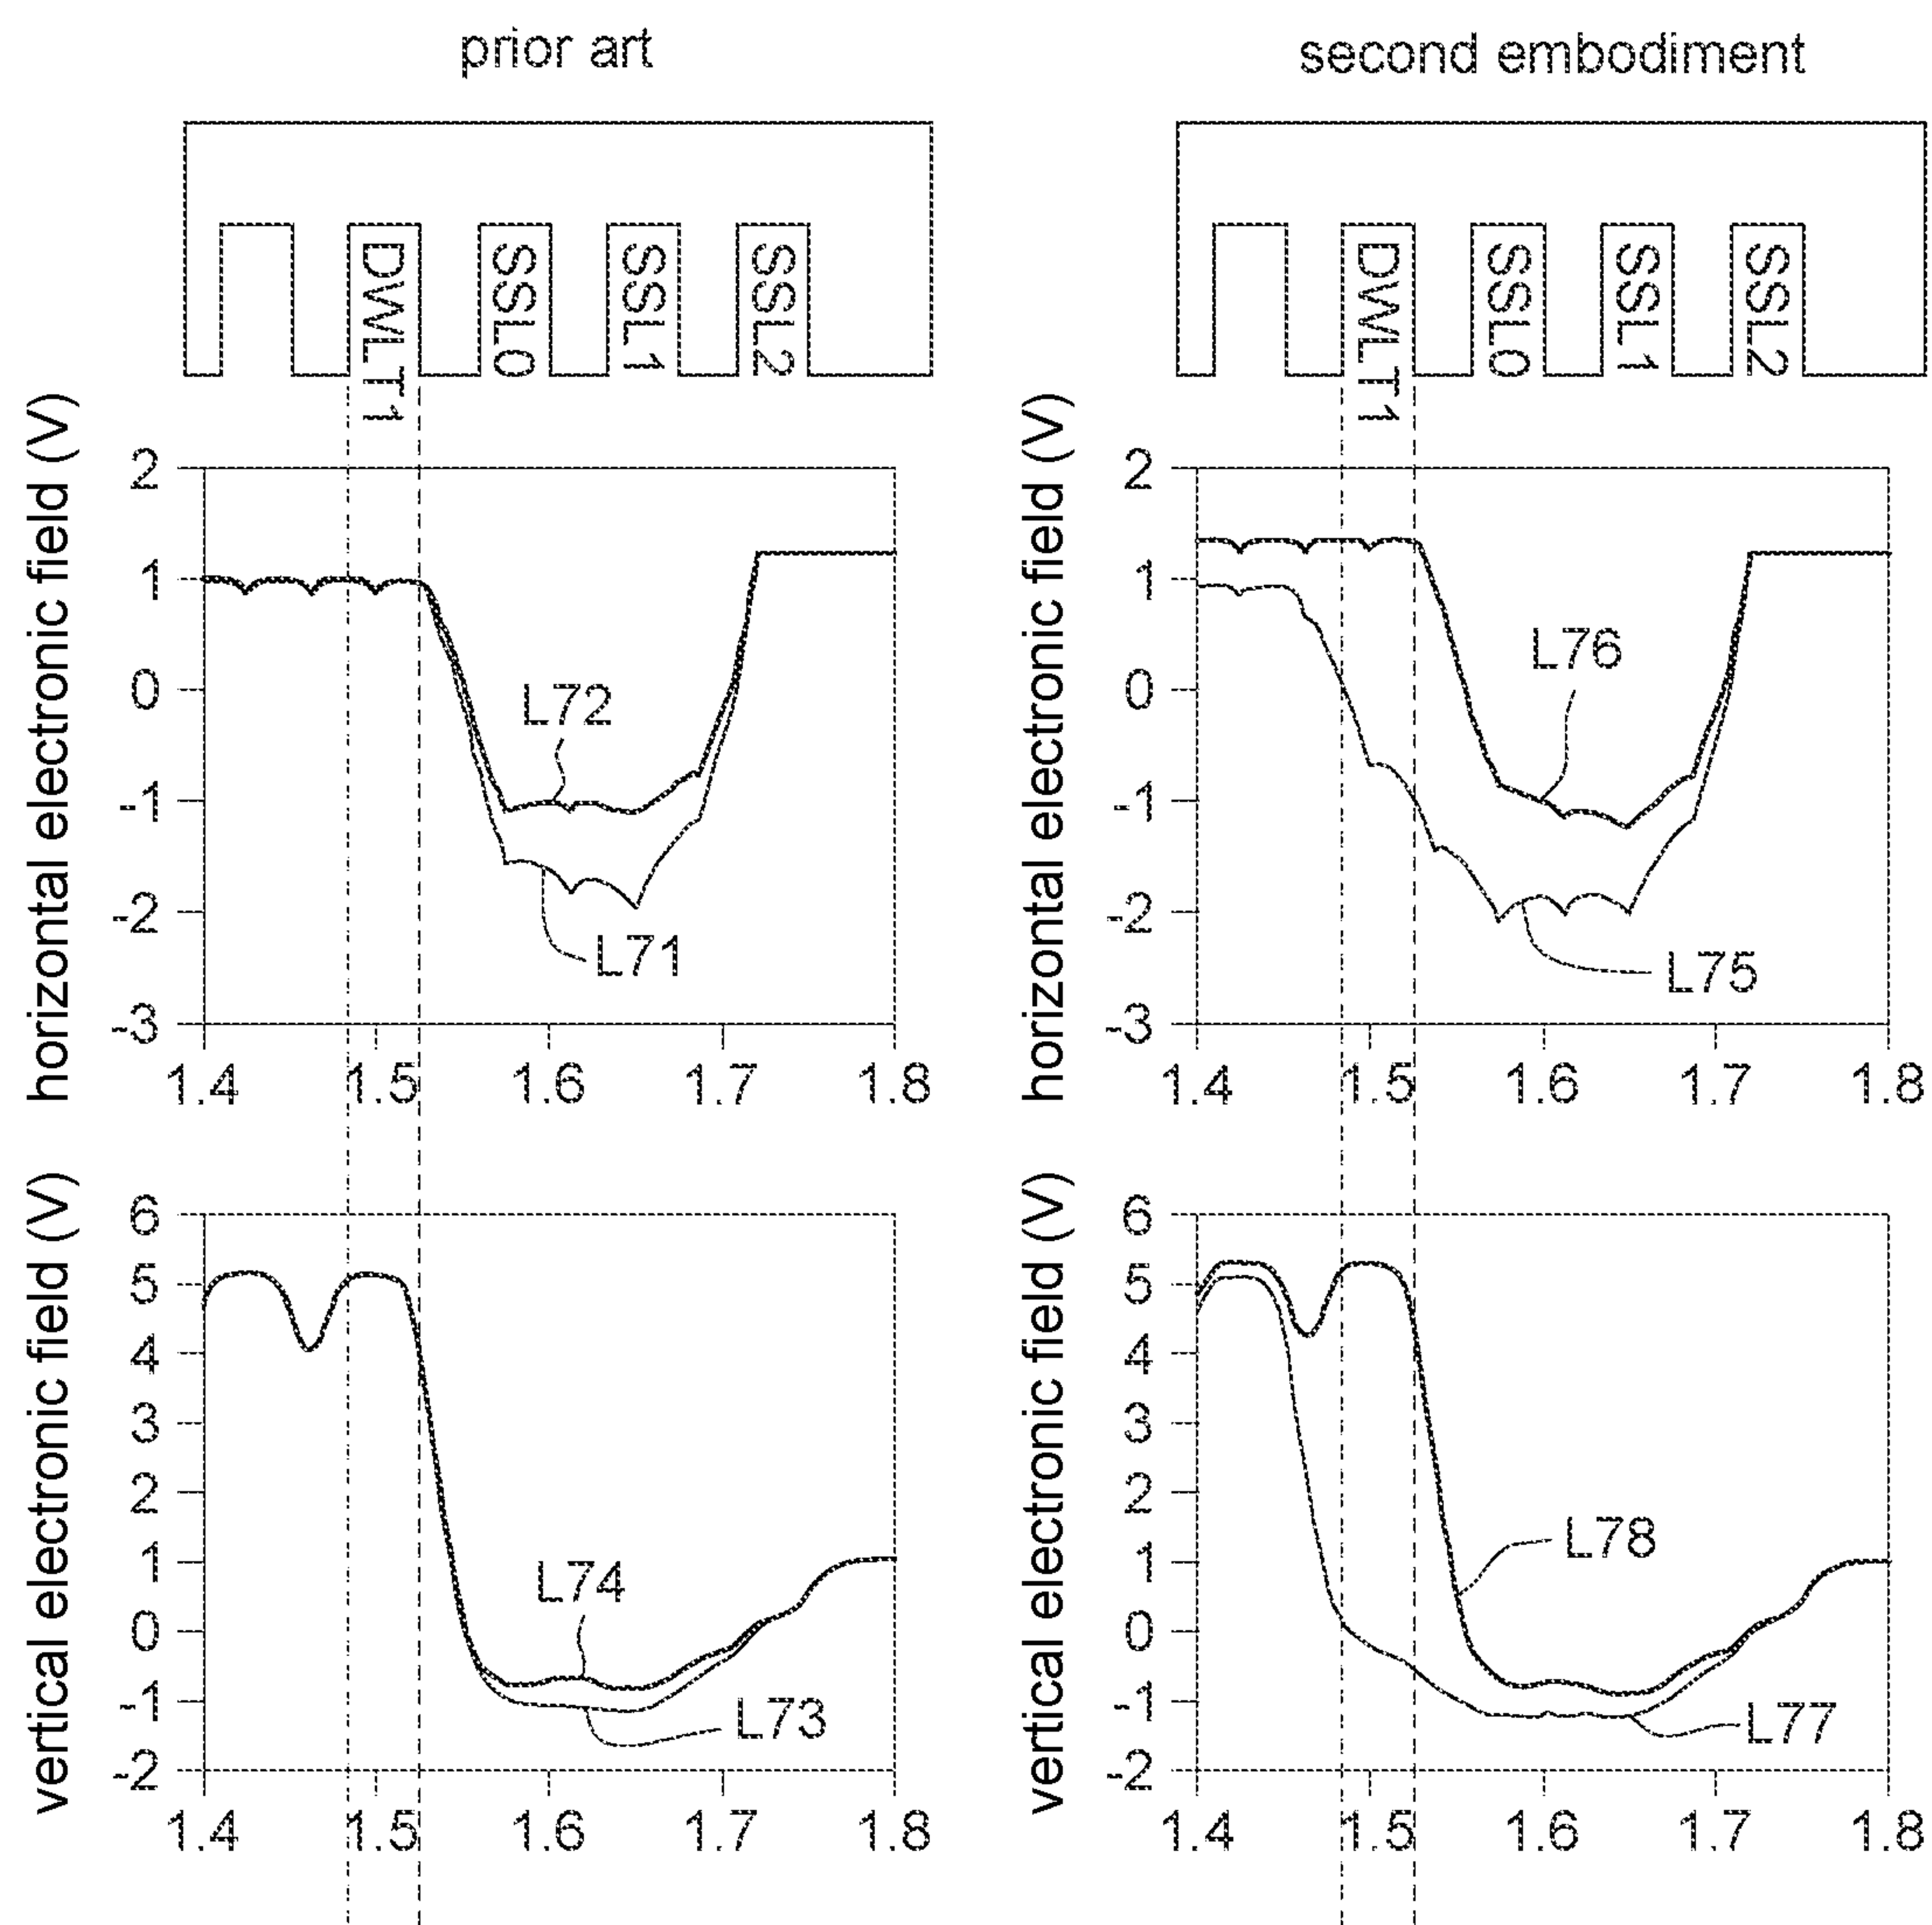 prior art
second embodiment
DWLT1
SSL0
SSL1
SSL2
DWLT1
SSL0
SSL1
SSL2
horizontal electronic field (V)
2
1
0
-1
-2
-3
L72
L71
1.4
1.5
1.6
1.7
1.8
horizontal electronic field (V)
2
1
0
-1
-2
-3
L76
L75
1.4
1.5
1.6
1.7
1.8
vertical electronic field (V)
6
5
4
3
2
1
0
-1
-2
L74
L73
1.4
1.5
1.6
1.7
1.8
vertical electronic field (V)
6
5
4
3
2
1
0
-1
-2
L78
L77
1.4
1.5
1.6
1.7
1.8